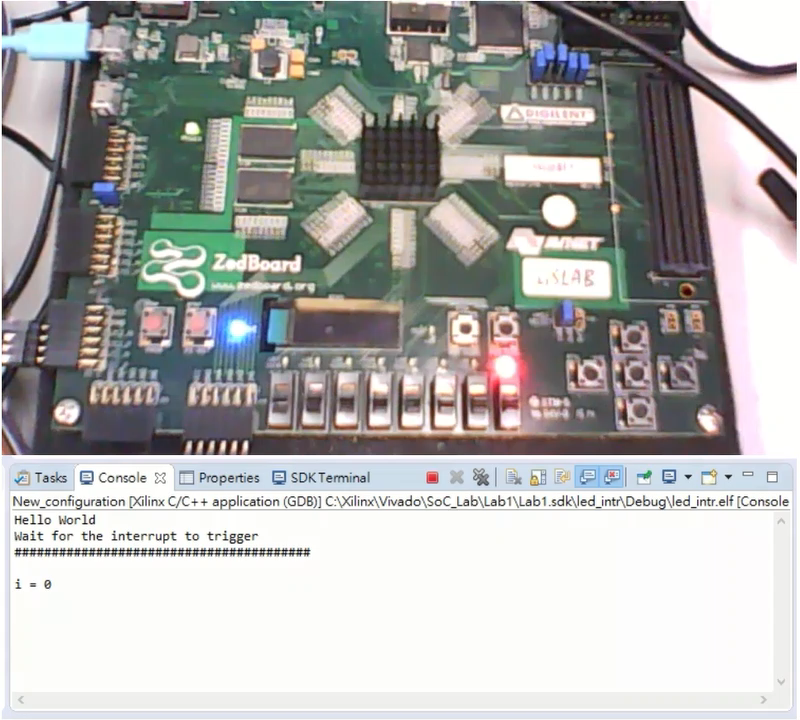 DIGILENT
AVNET
LiSLAB
ZedBoard
www.zedboard.org
Tasks
Console
Properties
SDK Terminal
New_configuration [Xilinx C/C++ application (GDB)] C:\Xilinx\Vivado\SoC_Lab\Lab1\Lab1.sdk\led_intr\Debug\led_intr.elf [Console
Hello World
Wait for the interrupt to trigger
########################################
i = 0